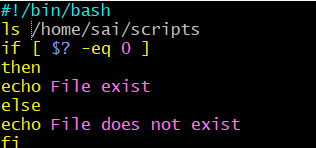 #!/bin/bash
ls /home/sai/scripts
if [ $? -eq 0 ]
then
echo File exist
else
echo File does not exist
fi